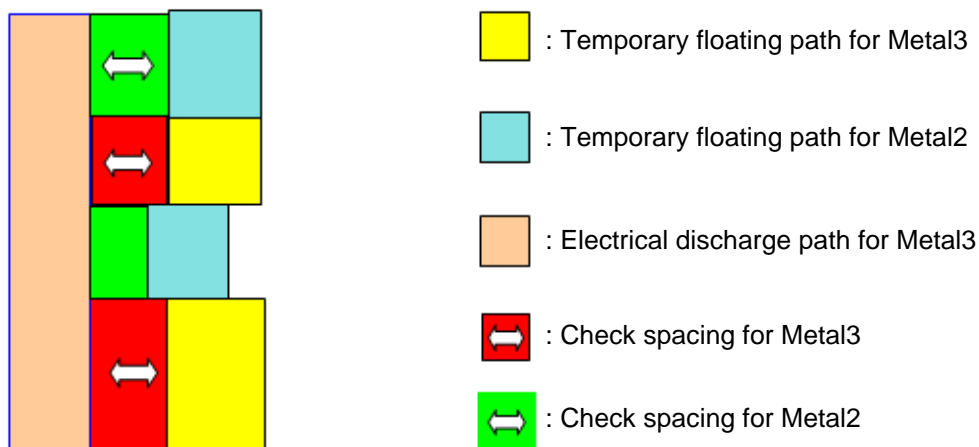 : Temporary floating path for Metal3
: Temporary floating path for Metal2
: Electrical discharge path for Metal3
: Check spacing for Metal3
: Check spacing for Metal2